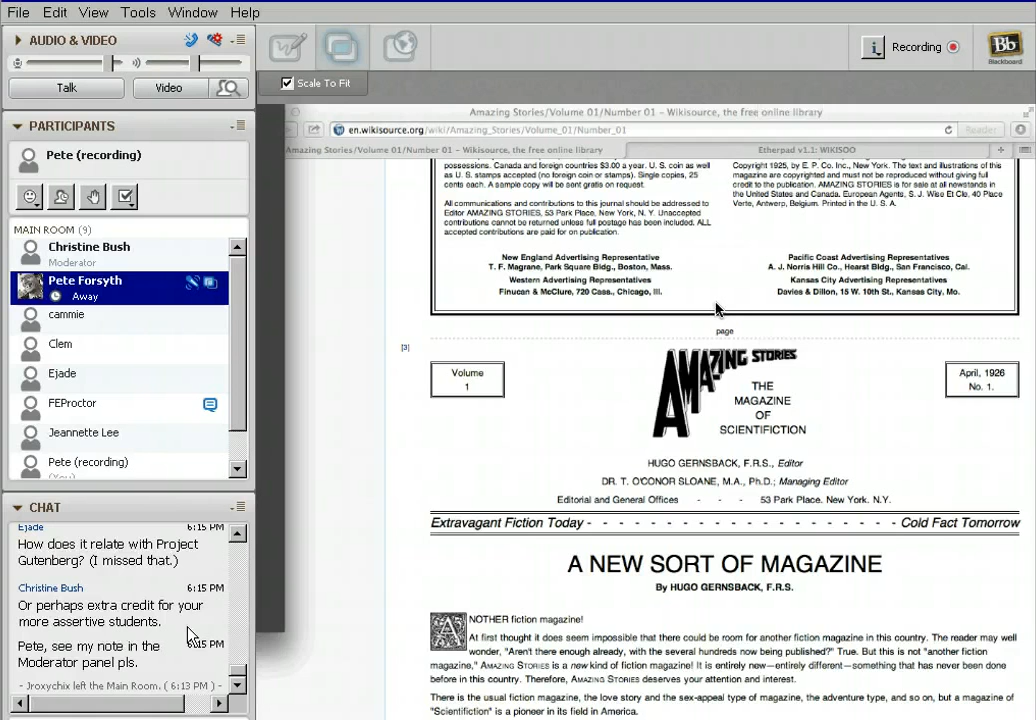 File Edit View Tools Window Help
AUDIO & VIDEO
Talk
Video
PARTICIPANTS
Pete (recording)
MAIN ROOM (9)
Christine Bush
Moderator
Pete Forsyth
Away
cammie
Clem
Ejade
FEProctor
Jeannette Lee
Pete (recording)
(You)
CHAT
Ejade 6:15 PM
How does it relate with Project
Gutenberg? (I missed that.)
Christine Bush 6:15 PM
Or perhaps extra credit for your
more assertive students.
Pete, see my note in the 6:15 PM
Moderator panel pls.
- Jroxychix left the Main Room. ( 6:13 PM ) -
Recording
Bb
Blackboard
Scale To Fit
Amazing Stories/Volume 01/Number 01 – Wikisource, the free online library
en.wikisource.org/wiki/Amazing_Stories/Volume_01/Number_01
Reader
Amazing Stories/Volume 01/Number 01 – Wikisource, the free online library
Etherpad v1.1: WIKISOO
possessions. Canada and foreign countries $3.00 a year. U. S. coin as well
as U. S. stamps accepted (no foreign coin or stamps). Single copies, 25
cents each. A sample copy will be sent gratis on request.
All communications and contributions to this journal should be addressed to
Editor AMAZING STORIES, 53 Park Place, New York, N. Y. Unaccepted
contributions cannot be returned unless full postage has been included. ALL
accepted contributions are paid for on publication.
Copyright 1925, by E. P. Co. Inc., New York. The text and illustrations of this
magazine are copyrighted and must not be reproduced without giving full
credit to the publication. AMAZING STORIES is for sale at all newstands in
the United States and Canada. European Agents, S. J. Wise Et Cle, 40 Place
Verte, Antwerp, Belgium. Printed in the U. S. A.
New England Advertising Representative
T. F. Magrane, Park Square Bldg., Boston, Mass.
Western Advertising Representative
Finucan & McClure, 720 Cass., Chicago, Ill.
Pacific Coast Advertising Representatives
A. J. Norris Hill Co., Hearst Bldg., San Francisco, Cal.
Kansas City Advertising Representatives
Davies & Dillon, 15 W. 10th St., Kansas City, Mo.
page
[3]
Volume
1
AMAZING STORIES
THE
MAGAZINE
OF
SCIENTIFICTION
April, 1926
No. 1.
HUGO GERNSBACK, F.R.S., Editor
DR. T. O'CONOR SLOANE, M.A., Ph.D.; Managing Editor
Editorial and General Offices - - - 53 Park Place. New York. N.Y.
Extravagant Fiction Today - - - - - - - - - - - - - - - - - - - - - Cold Fact Tomorrow
A NEW SORT OF MAGAZINE
By HUGO GERNSBACK, F.R.S.
ANOTHER fiction magazine!
At first thought it does seem impossible that there could be room for another fiction magazine in this country. The reader may well
wonder, "Aren't there enough already, with the several hundreds now being published?" True. But this is not "another fiction
magazine," AMAZING STORIES is a new kind of fiction magazine! It is entirely new—entirely different—something that has never been done
before in this country. Therefore, AMAZING STORIES deserves your attention and interest.
There is the usual fiction magazine, the love story and the sex-appeal type of magazine, the adventure type, and so on, but a magazine of
"Scientifiction" is a pioneer in its field in America.